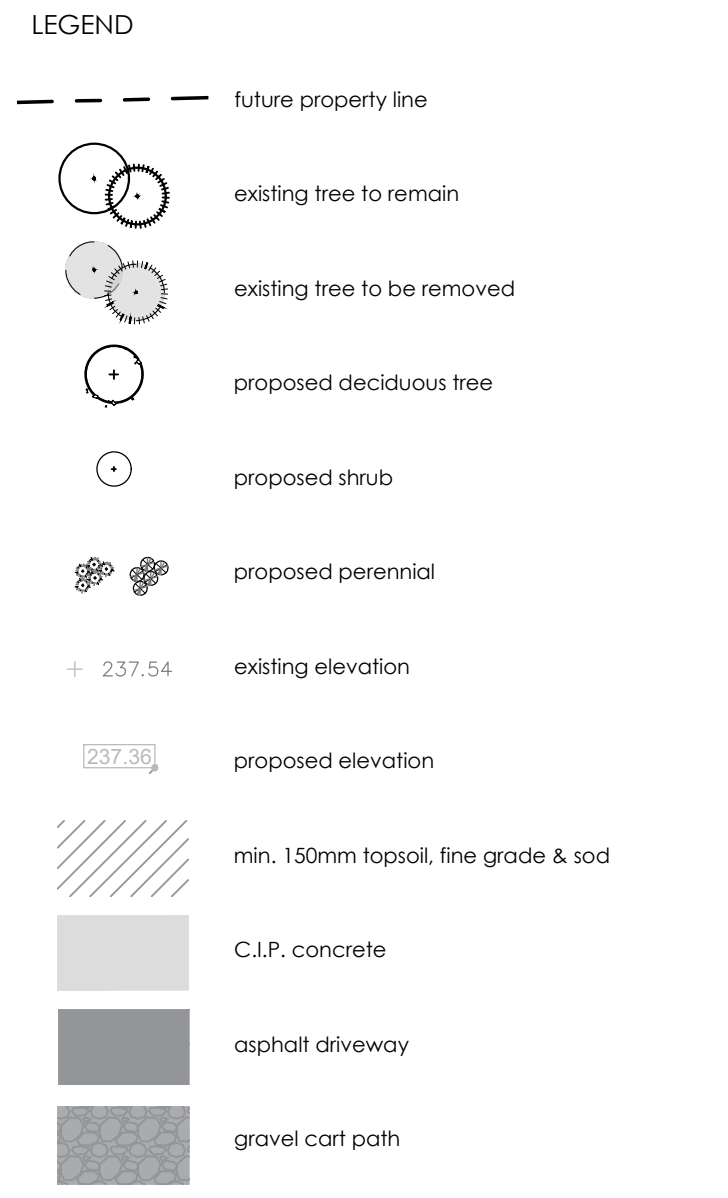 LEGEND
future property line
existing tree to remain
existing tree to be removed
proposed deciduous tree
proposed shrub
proposed perennial
237.54 existing elevation
237.36 proposed elevation
min. 150mm topsoil, fine grade & sod
C.I.P. concrete
asphalt driveway
gravel cart path